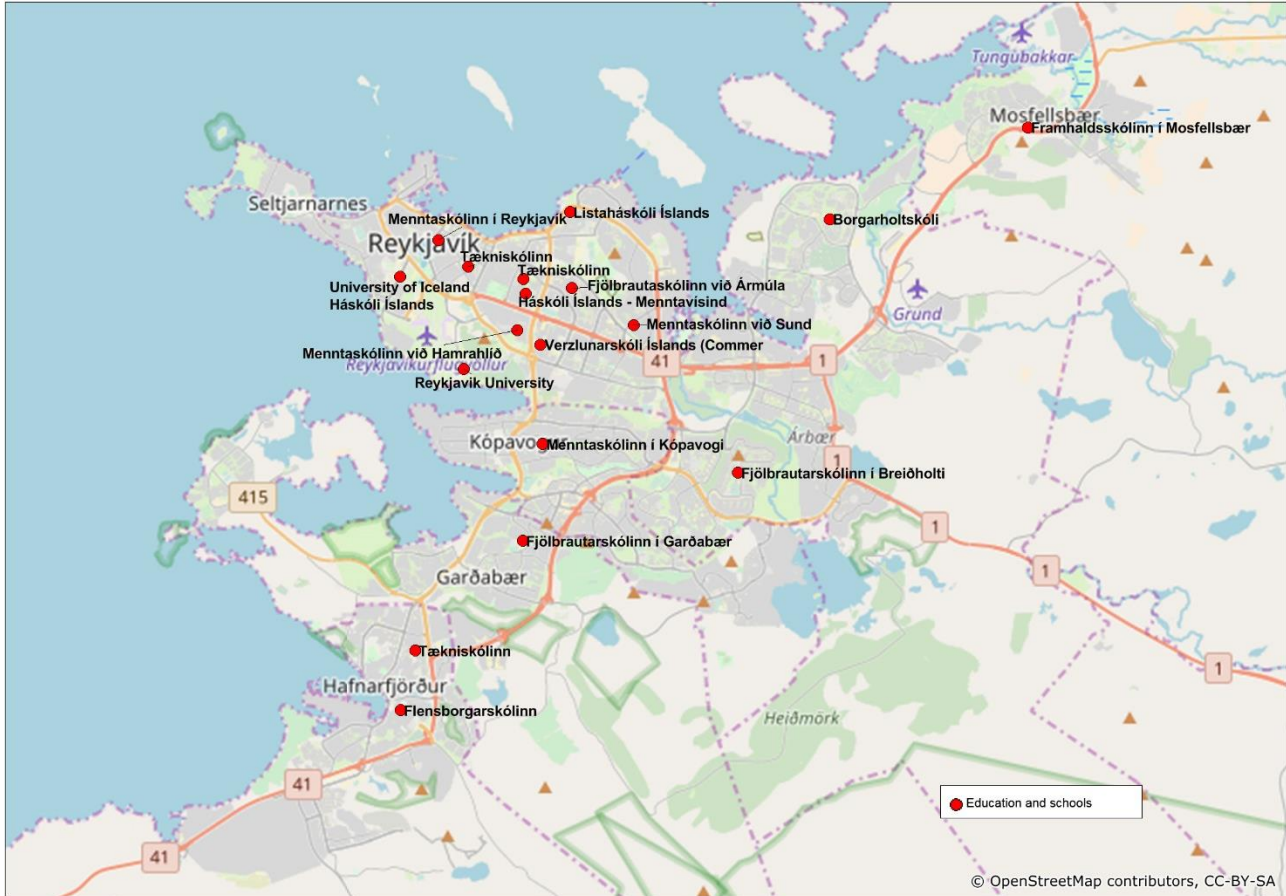 Tungubakkar
Mosfellsbær
Framhaldsskólinn í Mosfellsbær
Seltjarnarnes
Menntaskólinn í Reykjavík
Listaháskóli Íslands
Borgarholtskóli
Reykjavík
Tækniskólinn
Tækniskólinn
University of Iceland
Háskóli Íslands
Fjölbrautaskólinn við Ármúla
Háskóli Íslands - Menntavísind
Grund
Menntaskólinn við Sund
Menntaskólinn við Hamrahlíð
Verzlunarskóli Íslands (Commer
41
1
Reykjavíkurflugvöllur
Reykjavik University
Kópavogur
Menntaskólinn í Kópavogi
Árbær
1
Fjölbrautarskólinn í Breiðholti
415
1
Fjölbrautarskólinn í Garðabær
Garðabær
1
Tækniskólinn
1
Hafnarfjörður
Flensborgarskólinn
Heiðmörk
41
Education and schools
41
© OpenStreetMap contributors, CC-BY-SA